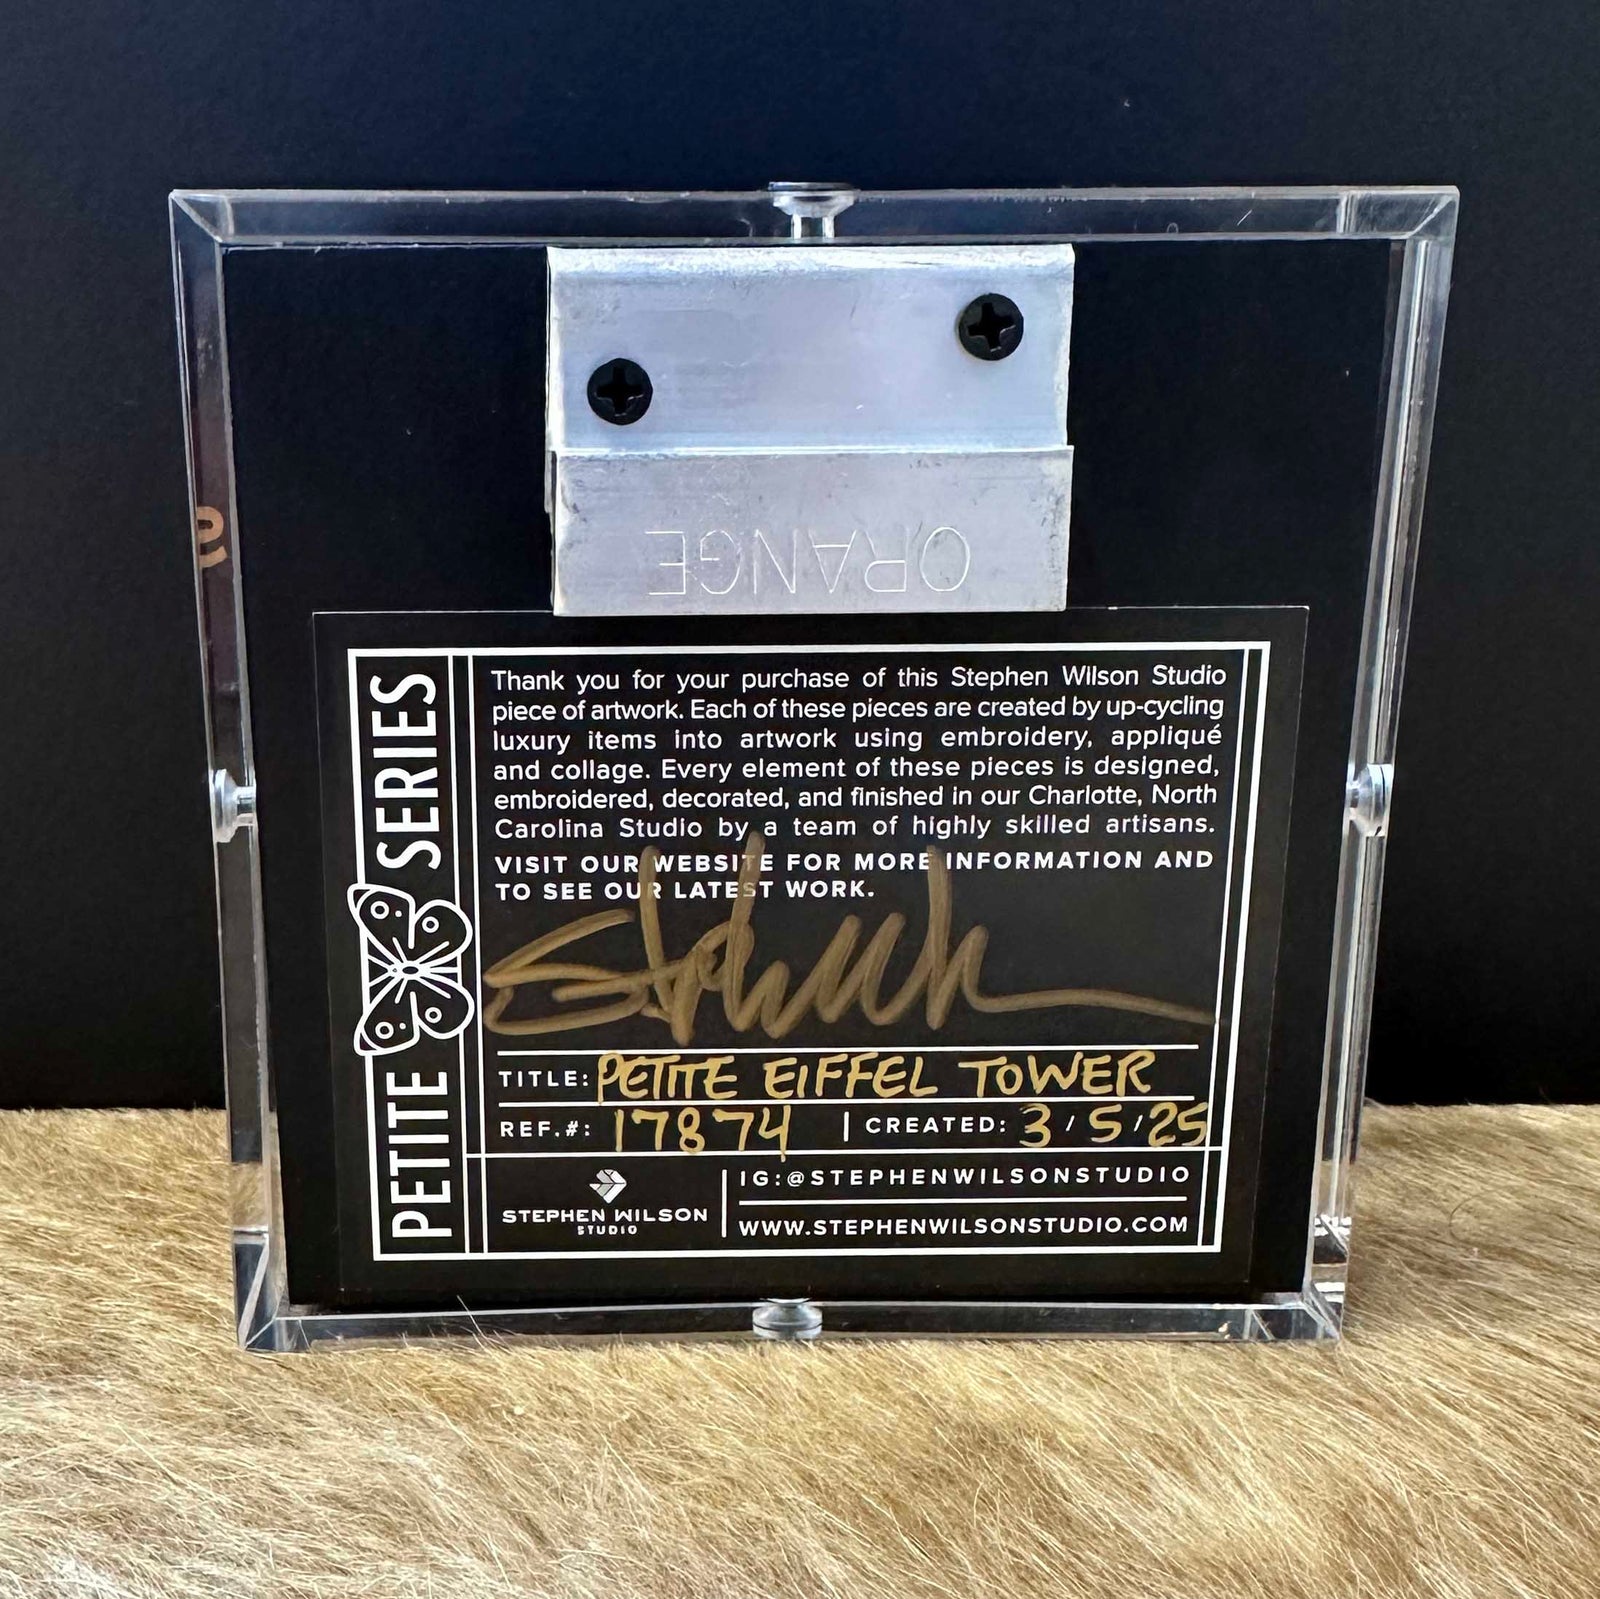 ORANGE
PETITE SERIES
Thank you for your purchase of this Stephen Wilson Studio
piece of artwork. Each of these pieces are created by up-cycling
luxury items into artwork using embroidery, appliqué
and collage. Every element of these pieces is designed,
embroidered, decorated, and finished in our Charlotte, North
Carolina Studio by a team of highly skilled artisans.
VISIT OUR WEBSITE FOR MORE INFORMATION AND
TO SEE OUR LATEST WORK.
TITLE: PETITE EIFFEL TOWER
REF.#: 17874 | CREATED: 3/5/25
STEPHEN WILSON
STUDIO
IG:@STEPHENWILSONSTUDIO
WWW.STEPHENWILSONSTUDIO.COM